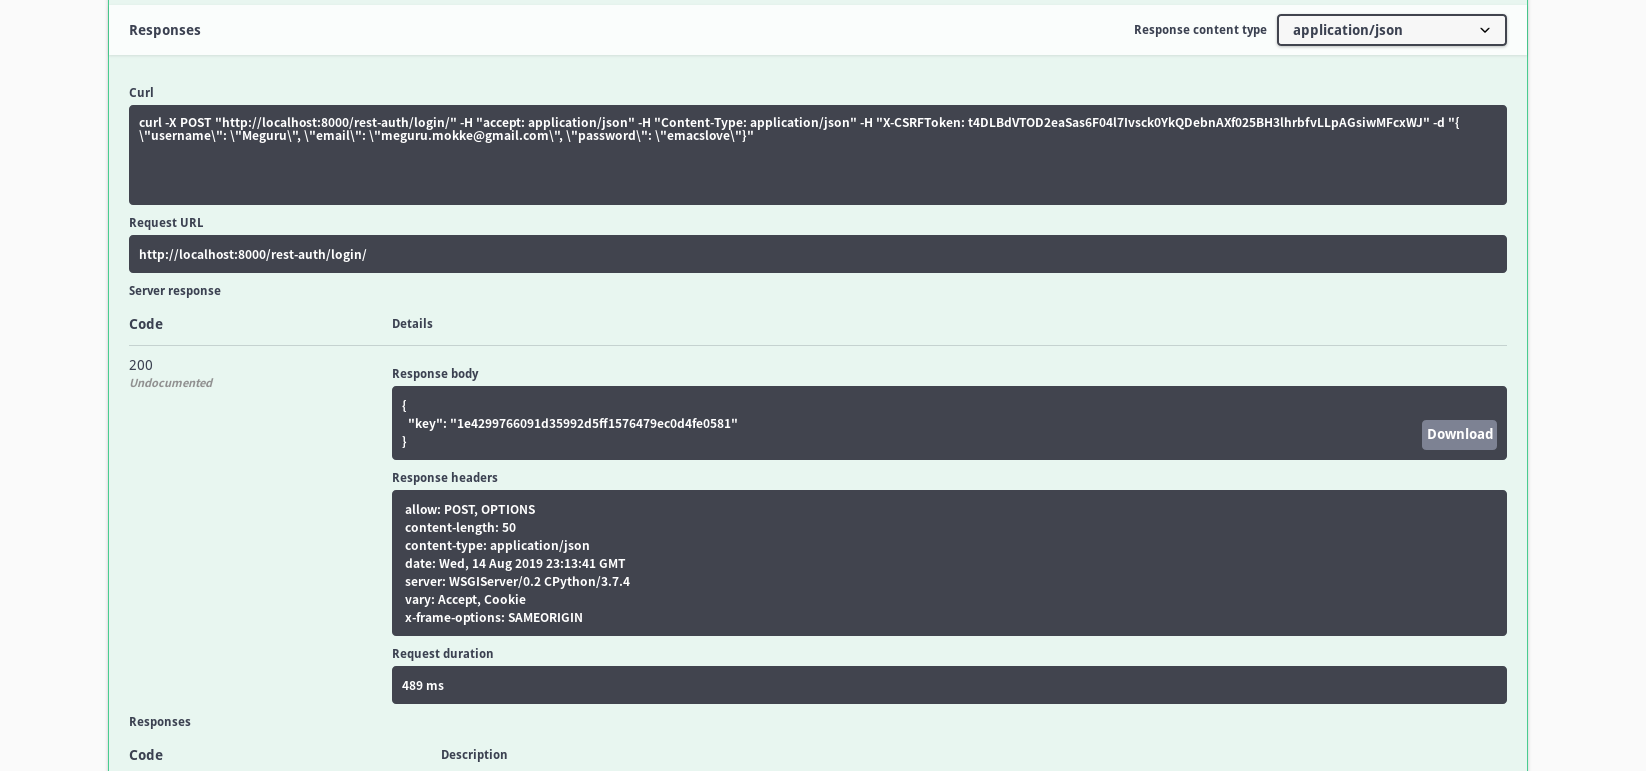 Responses
Response content type
application/json
Curl
curl -X POST "http://localhost:8000/rest-auth/login/" -H "accept: application/json" -H "Content-Type: application/json" -H "X-CSRFToken: t4DLBdVTOD2eaSas6F04l7Ivsck0YkQDebnAXf025BH3lhrbfvLLpAGsiwMFcxWJ" -d "{
\"username\": \"Meguru\", \"email\": \"meguru.mokke@gmail.com\", \"password\": \"emacslove\"}"
Request URL
http://localhost:8000/rest-auth/login/
Server response
Code
Details
200
Undocumented
Response body
{
"key": "1e4299766091d35992d5ff1576479ec0d4fe0581"
}
Download
Response headers
allow: POST, OPTIONS
content-length: 50
content-type: application/json
date: Wed, 14 Aug 2019 23:13:41 GMT
server: WSGIServer/0.2 CPython/3.7.4
vary: Accept, Cookie
x-frame-options: SAMEORIGIN
Request duration
489 ms
Responses
Code
Description